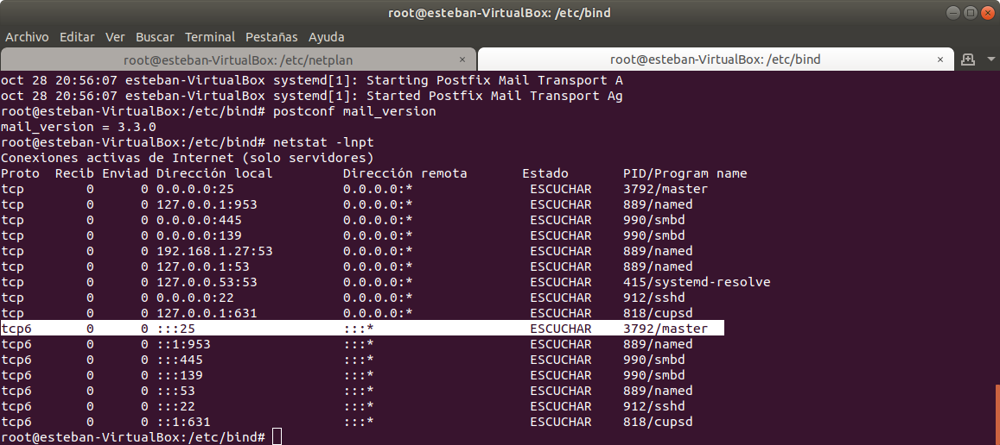 root@esteban-VirtualBox: /etc/bind
Archivo Editar Ver Buscar Terminal Pestañas Ayuda
root@esteban-VirtualBox: /etc/netplan × root@esteban-VirtualBox: /etc/bind ×
oct 28 20:56:07 esteban-VirtualBox systemd[1]: Starting Postfix Mail Transport A
oct 28 20:56:07 esteban-VirtualBox systemd[1]: Started Postfix Mail Transport Ag
root@esteban-VirtualBox:/etc/bind# postconf mail_version
mail_version = 3.3.0
root@esteban-VirtualBox:/etc/bind# netstat -lnpt
Conexiones activas de Internet (solo servidores)
Proto  Recib Enviad Dirección local         Dirección remota       Estado       PID/Program name
tcp        0      0 0.0.0.0:25              0.0.0.0:*               ESCUCHAR    3792/master
tcp        0      0 127.0.0.1:953           0.0.0.0:*               ESCUCHAR    889/named
tcp        0      0 0.0.0.0:445             0.0.0.0:*               ESCUCHAR    990/smbd
tcp        0      0 0.0.0.0:139             0.0.0.0:*               ESCUCHAR    990/smbd
tcp        0      0 192.168.1.27:53         0.0.0.0:*               ESCUCHAR    889/named
tcp        0      0 127.0.0.1:53            0.0.0.0:*               ESCUCHAR    889/named
tcp        0      0 127.0.0.53:53           0.0.0.0:*               ESCUCHAR    415/systemd-resolve
tcp        0      0 0.0.0.0:22              0.0.0.0:*               ESCUCHAR    912/sshd
tcp        0      0 127.0.0.1:631           0.0.0.0:*               ESCUCHAR    818/cupsd
tcp6       0      0 :::25                   :::*                    ESCUCHAR    3792/master
tcp6       0      0 ::1:953                 :::*                    ESCUCHAR    889/named
tcp6       0      0 :::445                  :::*                    ESCUCHAR    990/smbd
tcp6       0      0 :::139                  :::*                    ESCUCHAR    990/smbd
tcp6       0      0 :::53                   :::*                    ESCUCHAR    889/named
tcp6       0      0 :::22                   :::*                    ESCUCHAR    912/sshd
tcp6       0      0 ::1:631                 :::*                    ESCUCHAR    818/cupsd
root@esteban-VirtualBox:/etc/bind#